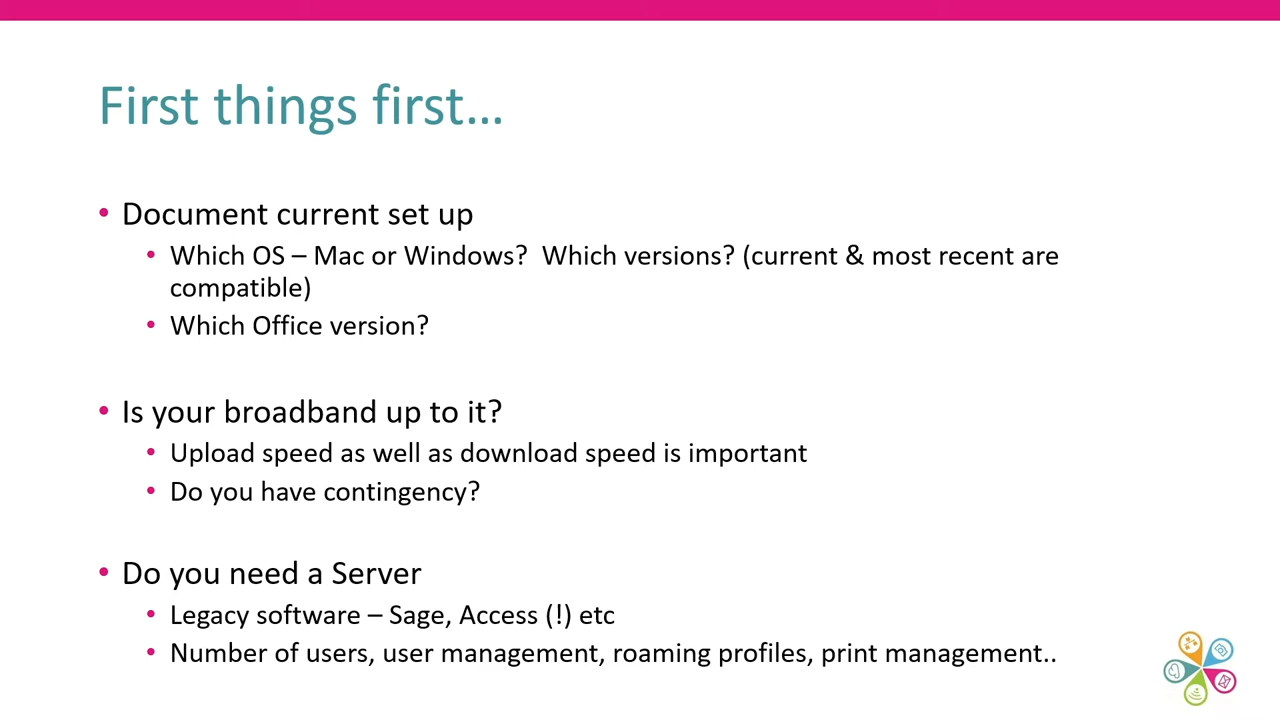 First things first...
• Document current set up
• Which OS – Mac or Windows?  Which versions? (current & most recent are
compatible)
• Which Office version?
• Is your broadband up to it?
• Upload speed as well as download speed is important
• Do you have contingency?
• Do you need a Server
• Legacy software – Sage, Access (!) etc
• Number of users, user management, roaming profiles, print management..